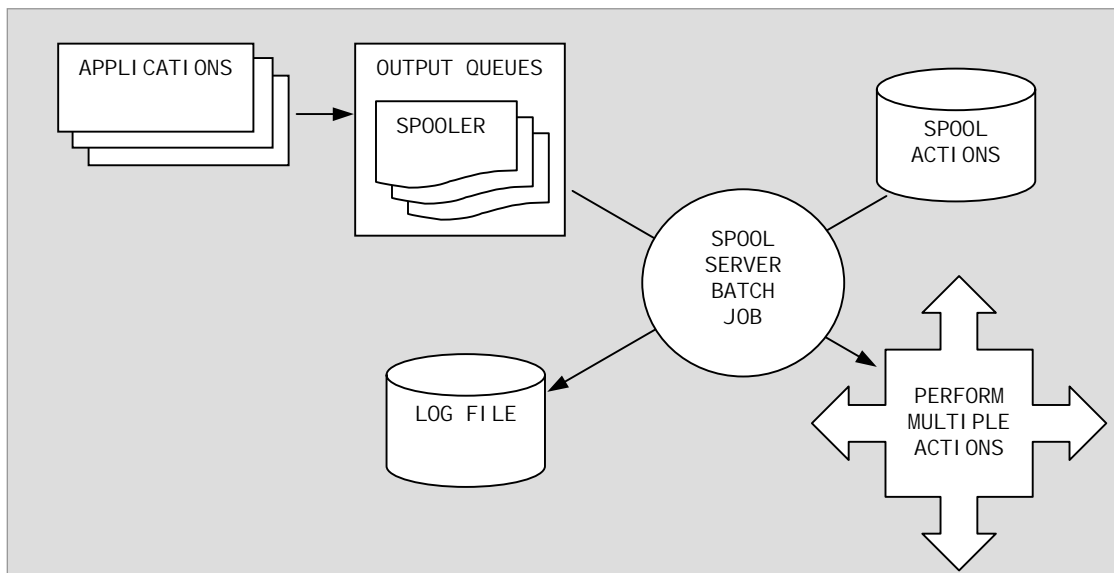 APPLICATIONS
OUTPUT QUEUES
SPOOLER
SPOOL
ACTIONS
SPOOL
SERVER
BATCH
JOB
LOG FILE
PERFORM
MULTIPLE
ACTIONS